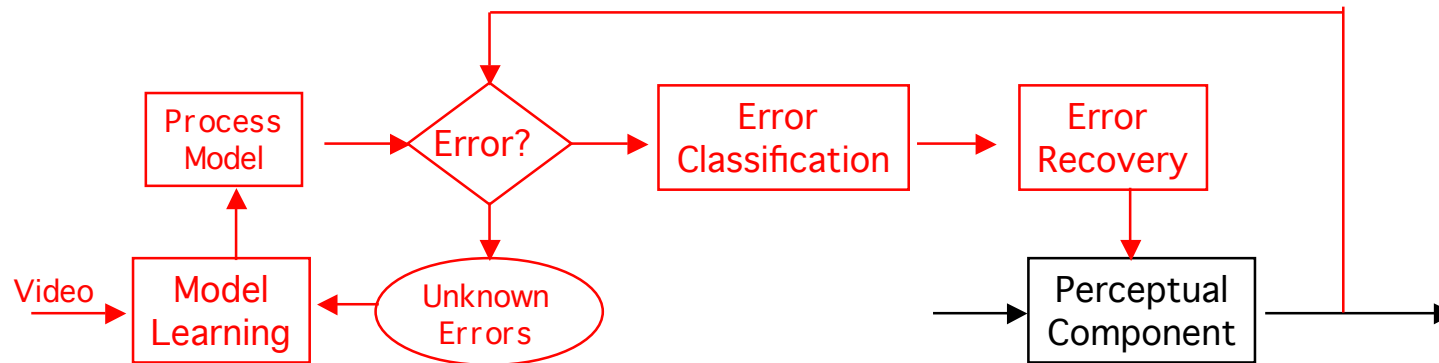 Process
Model
Error?
Error
Classification
Error
Recovery
Video
Model
Learning
Unknown
Errors
Perceptual
Component